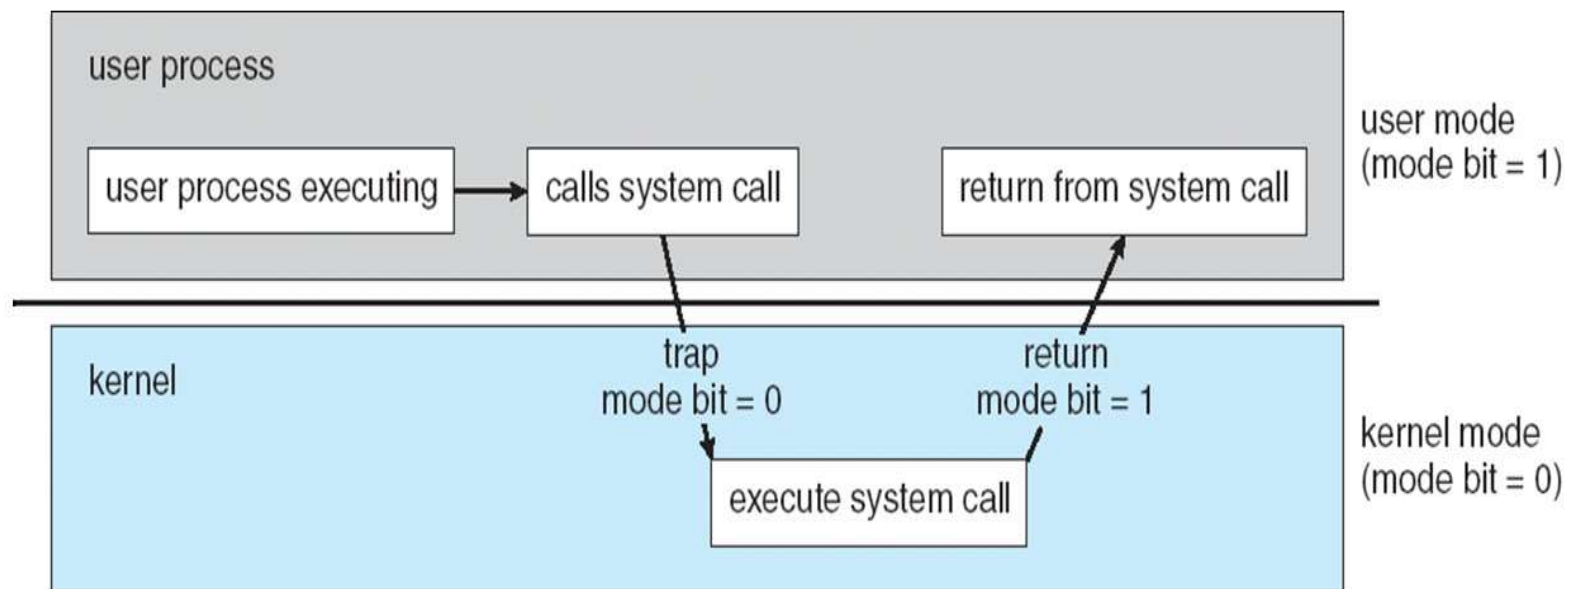 user process
user process executing
calls system call
return from system call
user mode
(mode bit = 1)
kernel
trap
mode bit = 0
return
mode bit = 1
execute system call
kernel mode
(mode bit = 0)